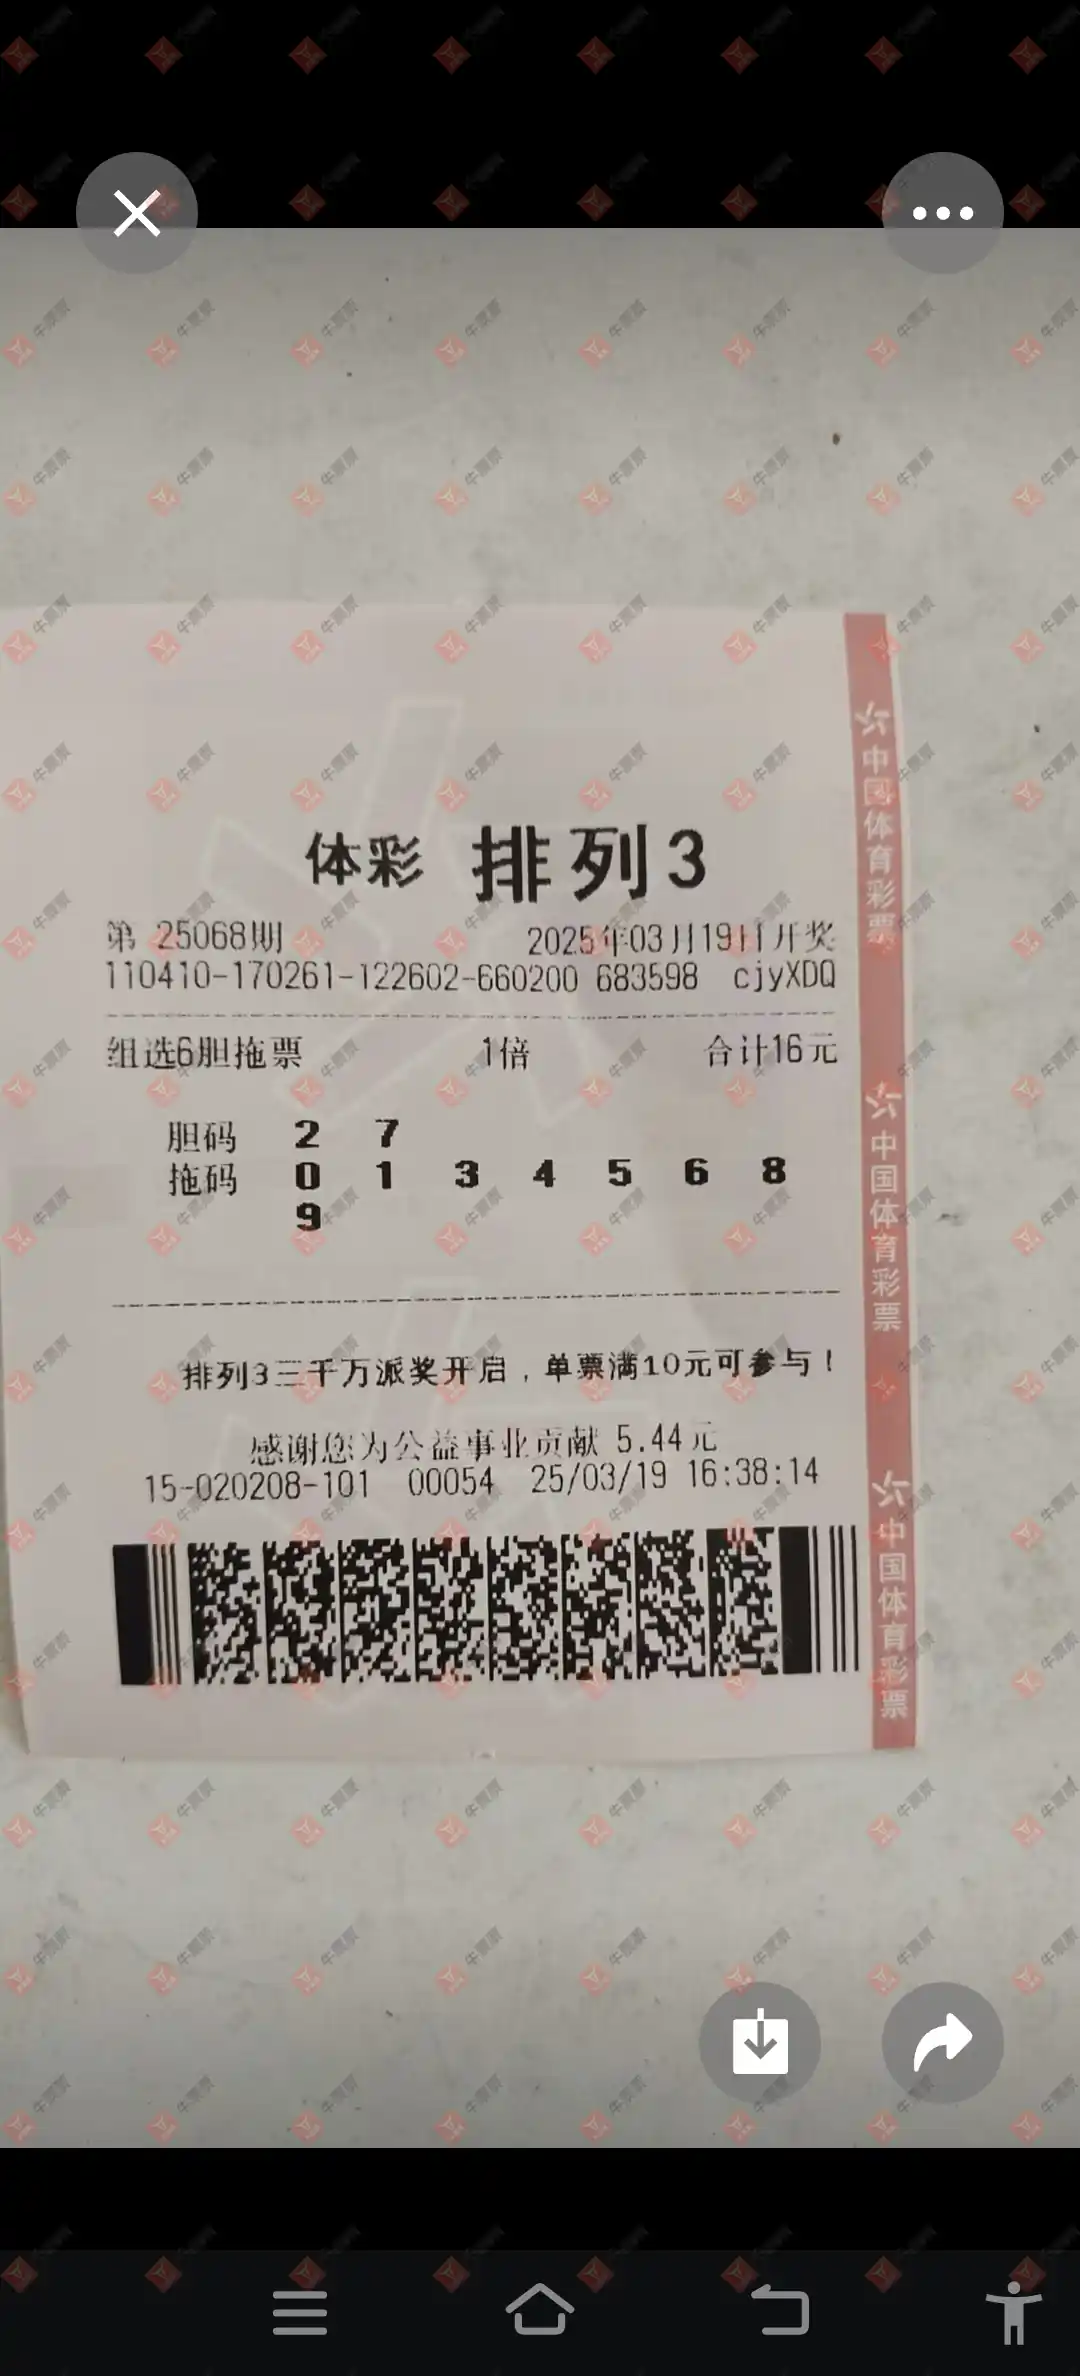 体彩 排列3
第 25068期 2025年03月19日开奖
110410-170261-122602-660200 683598 cjyXDQ
组选6胆拖票 1倍 合计16元
胆码 2 7
拖码 0 1 3 4 5 6 8
9
排列3三千万派奖开启，单票满10元可参与！
感谢您为公益事业贡献 5.44元
15-020208-101 00054 25/03/19 16:38:14
中国体育彩票
中国体育彩票
中国体育彩票